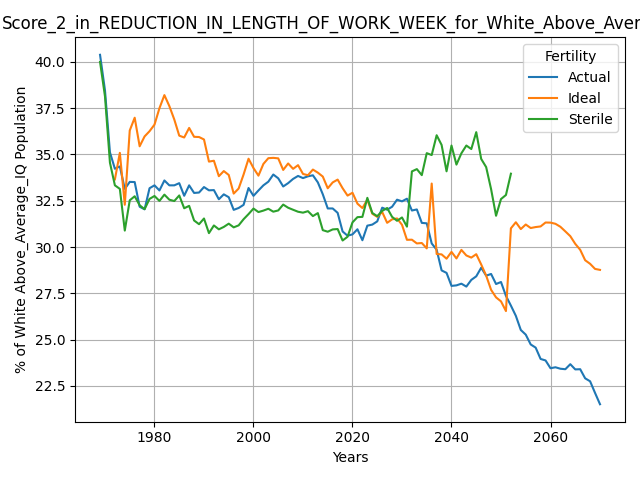 Score_2_in_REDUCTION_IN_LENGTH_OF_WORK_WEEK_for_White_Above_Aver
% of White Above_Average_IQ Population
40.0
37.5
35.0
32.5
30.0
27.5
25.0
22.5
Fertility
Actual
Ideal
Sterile
1980
2000
2020
2040
2060
Years